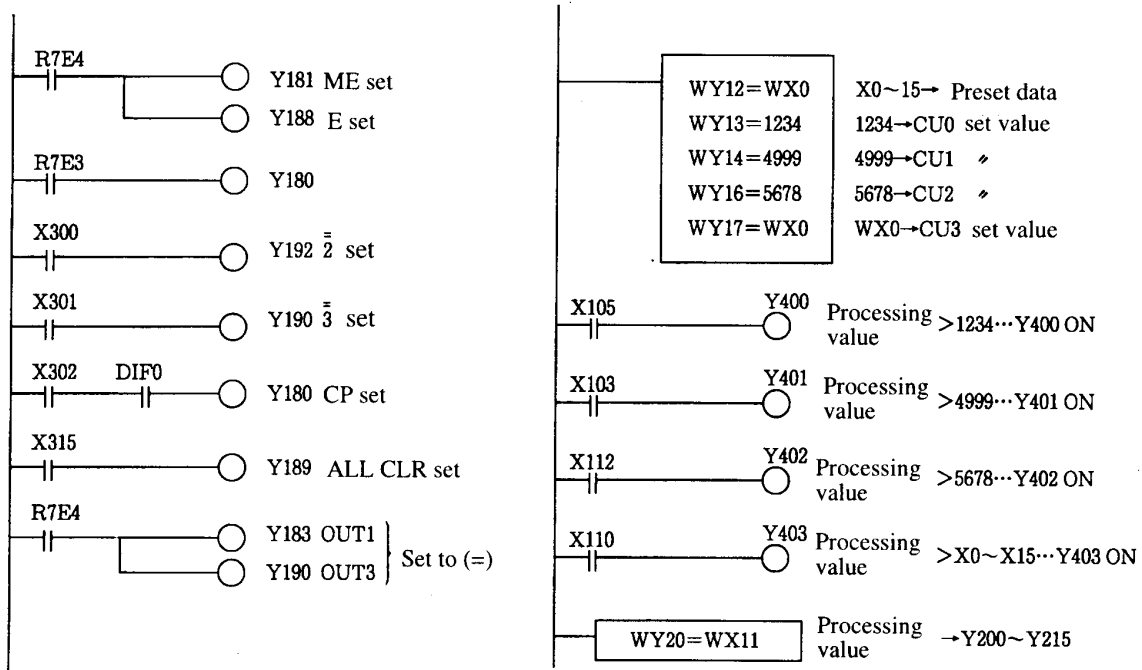 R7E4
Y181 ME set
Y188 E set
R7E3
Y180
X300
Y192 2̿ set
X301
Y190 3̿ set
X302 DIF0
Y180 CP set
X315
Y189 ALL CLR set
R7E4
Y183 OUT1
Y190 OUT3
Set to (=)
WY12=WX0 X0~15→ Preset data
WY13=1234 1234→CU0 set value
WY14=4999 4999→CU1 〃
WY16=5678 5678→CU2 〃
WY17=WX0 WX0→CU3 set value
X105 Y400
Processing value >1234···Y400 ON
X103 Y401
Processing value >4999···Y401 ON
X112 Y402
Processing value >5678···Y402 ON
X110 Y403
Processing value >X0~X15···Y403 ON
WY20=WX11 Processing value →Y200~Y215